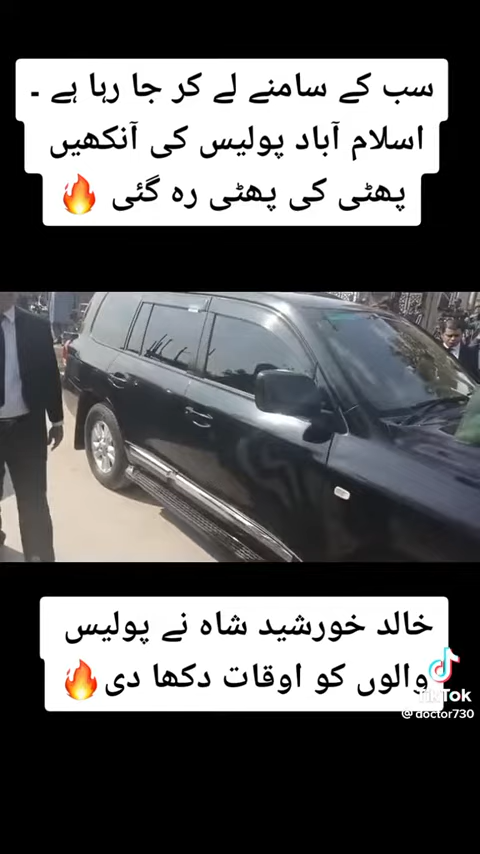 سب کے سامنے لے کر جا رہا ہے ۔
اسلام آباد پولیس کی آنکھیں
پھٹی کی پھٹی رہ گئی 🔥
خالد خورشید شاہ نے پولیس
والوں کو اوقات دکھا دی 🔥
TikTok
@doctor730